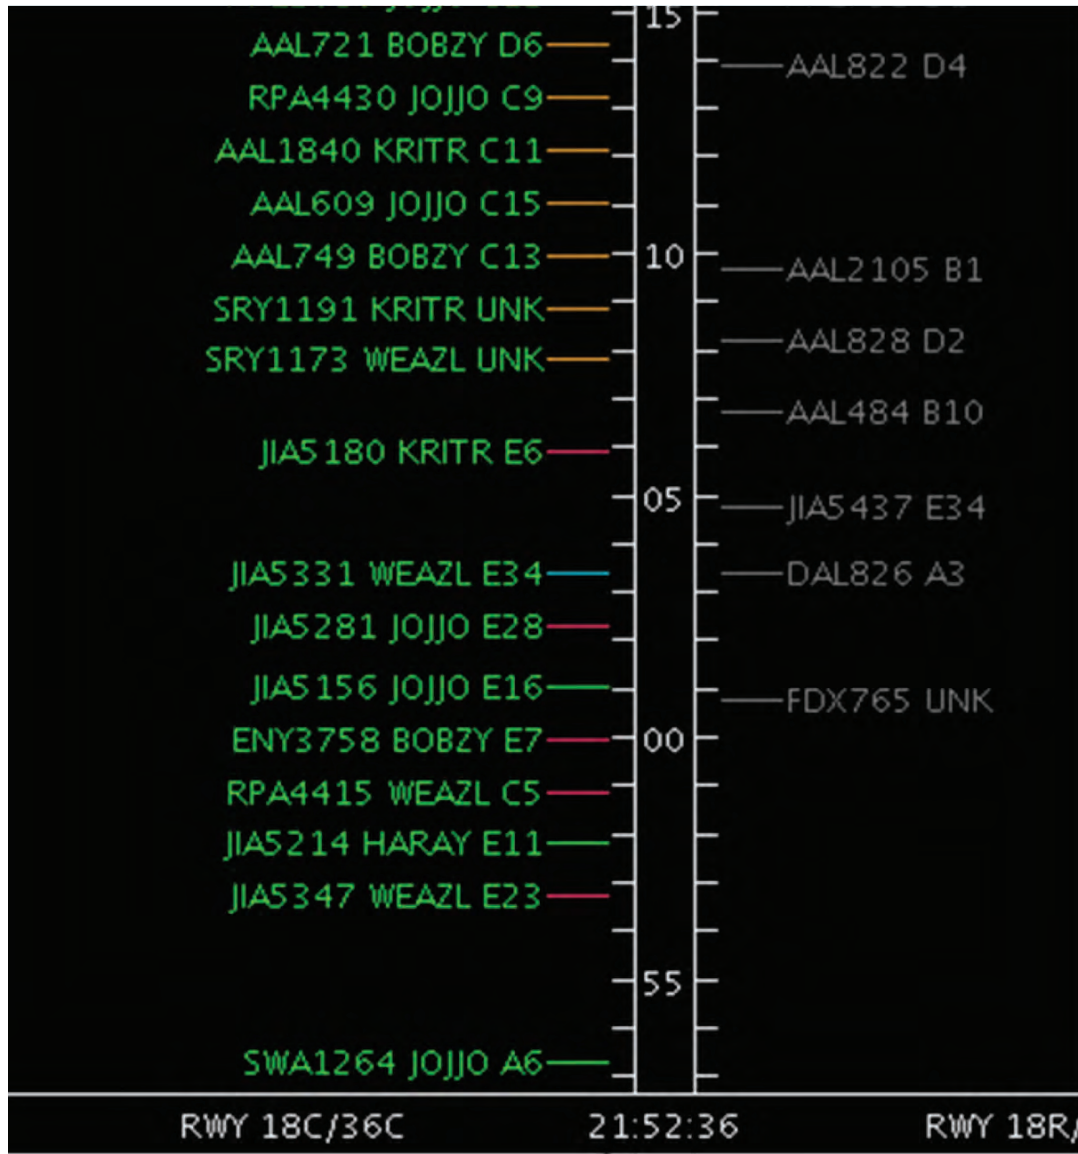 15
AAL721 BOBZY D6
AAL822 D4
RPA4430 JOJJO C9
AAL1840 KRITR C11
AAL609 JOJJO C15
AAL749 BOBZY C13
10
AAL2105 B1
SRY1191 KRITR UNK
AAL828 D2
SRY1173 WEAZL UNK
AAL484 B10
JIA5180 KRITR E6
05
JIA5437 E34
JIA5331 WEAZL E34
DAL826 A3
JIA5281 JOJJO E28
JIA5156 JOJJO E16
FDX765 UNK
ENY3758 BOBZY E7
00
RPA4415 WEAZL C5
JIA5214 HARAY E11
JIA5347 WEAZL E23
55
SWA1264 JOJJO A6
RWY 18C/36C 21:52:36 RWY 18R/